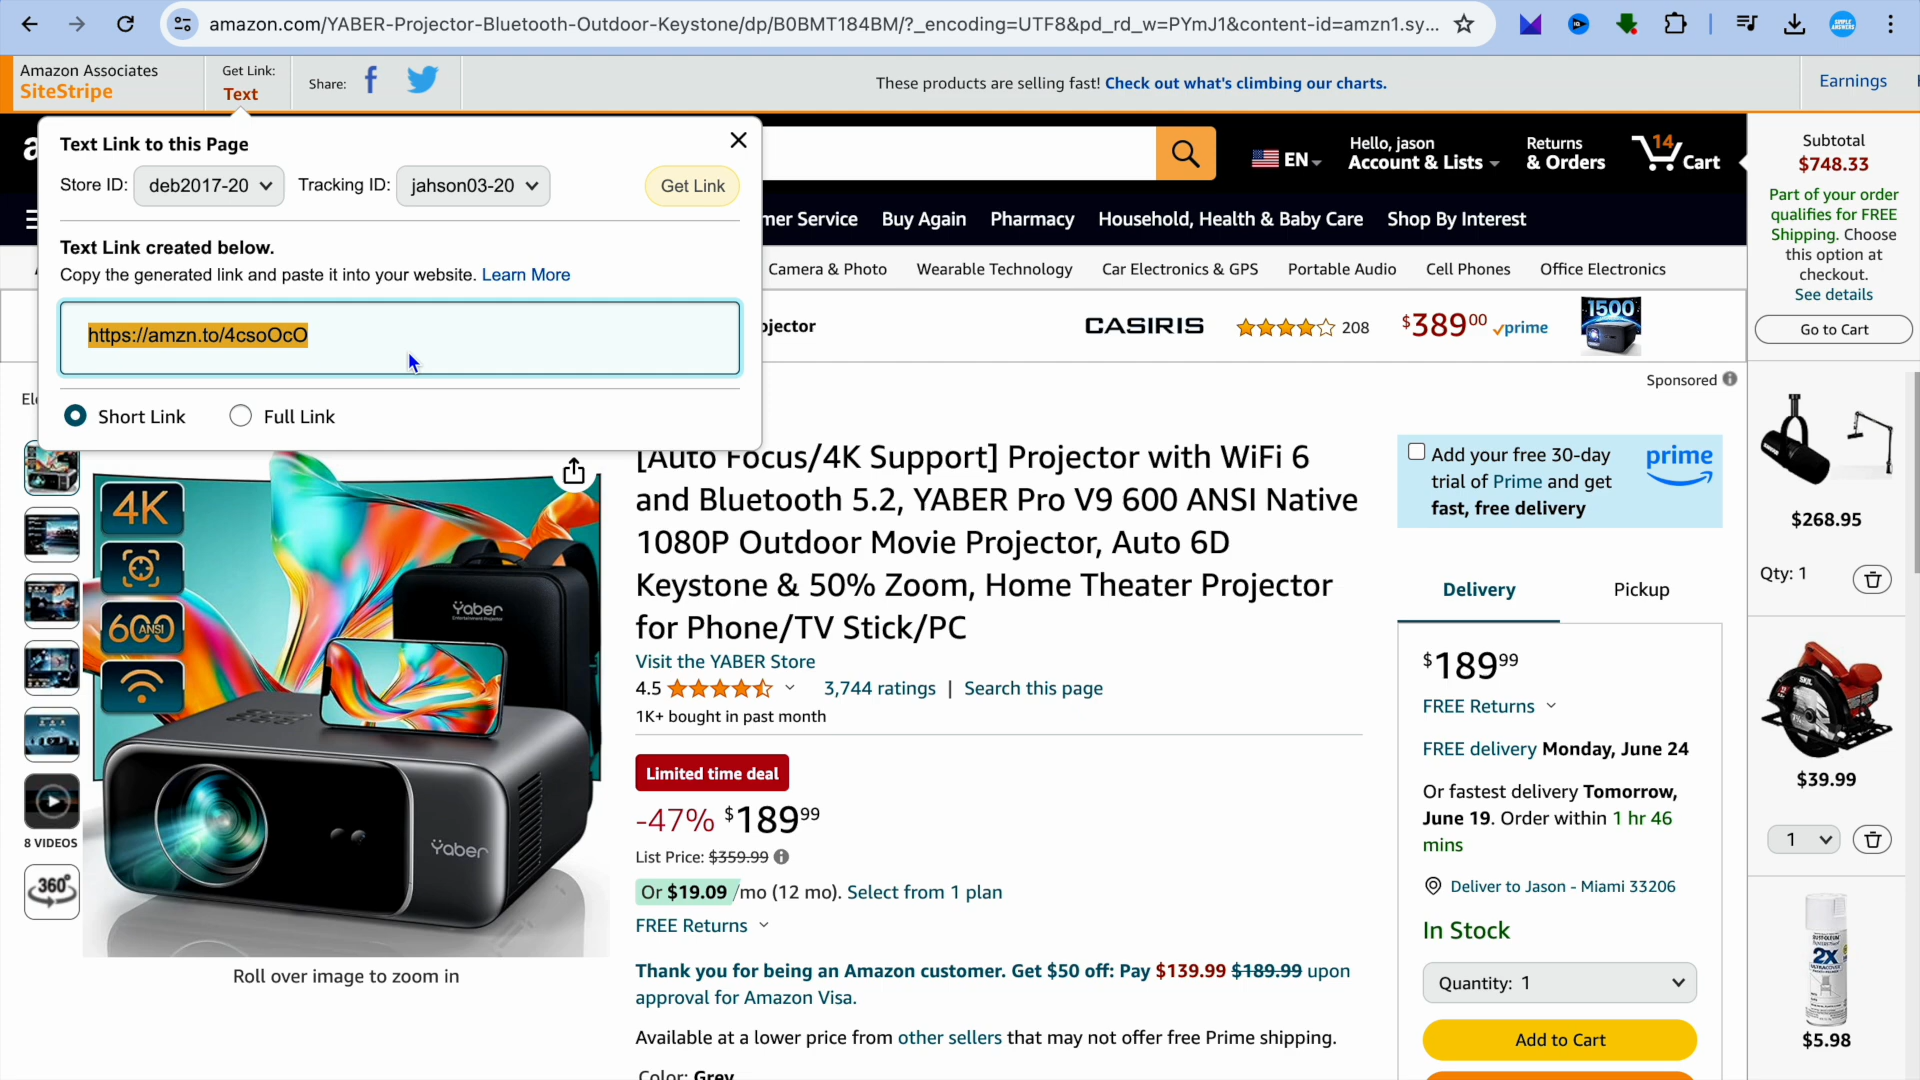 amazon.com/YABER-Projector-Bluetooth-Outdoor-Keystone/dp/B0BMT184BM/?_encoding=UTF8&pd_rd_w=PYmJ1&content-id=amzn1.sy...
Amazon Associates
SiteStripe
Get Link:
Text
Share:
These products are selling fast! Check out what's climbing our charts.
Earnings
Text Link to this Page
Store ID: deb2017-20
Tracking ID: jahson03-20
Get Link
Text Link created below.
Copy the generated link and paste it into your website. Learn More
https://amzn.to/4csoOcO
Short Link
Full Link
EN
Hello, jason
Account & Lists
Returns
& Orders
14
Cart
mer Service
Buy Again
Pharmacy
Household, Health & Baby Care
Shop By Interest
Camera & Photo
Wearable Technology
Car Electronics & GPS
Portable Audio
Cell Phones
Office Electronics
ojector
CASIRIS
208
$38900
prime
1500
Sponsored
Subtotal
$748.33
Part of your order
qualifies for FREE
Shipping. Choose
this option at
checkout.
See details
Go to Cart
$268.95
Qty: 1
$39.99
1
2X
$5.98
8 VIDEOS
360°
4K
600 ANSI
Yaber
Yaber
Roll over image to zoom in
[Auto Focus/4K Support] Projector with WiFi 6
and Bluetooth 5.2, YABER Pro V9 600 ANSI Native
1080P Outdoor Movie Projector, Auto 6D
Keystone & 50% Zoom, Home Theater Projector
for Phone/TV Stick/PC
Visit the YABER Store
4.5
3,744 ratings | Search this page
1K+ bought in past month
Limited time deal
-47% $18999
List Price: $359.99
Or $19.09 /mo (12 mo). Select from 1 plan
FREE Returns
Thank you for being an Amazon customer. Get $50 off: Pay $139.99 $189.99 upon
approval for Amazon Visa.
Available at a lower price from other sellers that may not offer free Prime shipping.
Color: Grey
Add your free 30-day
trial of Prime and get
fast, free delivery
prime
Delivery
Pickup
$18999
FREE Returns
FREE delivery Monday, June 24
Or fastest delivery Tomorrow,
June 19. Order within 1 hr 46
mins
Deliver to Jason - Miami 33206
In Stock
Quantity: 1
Add to Cart